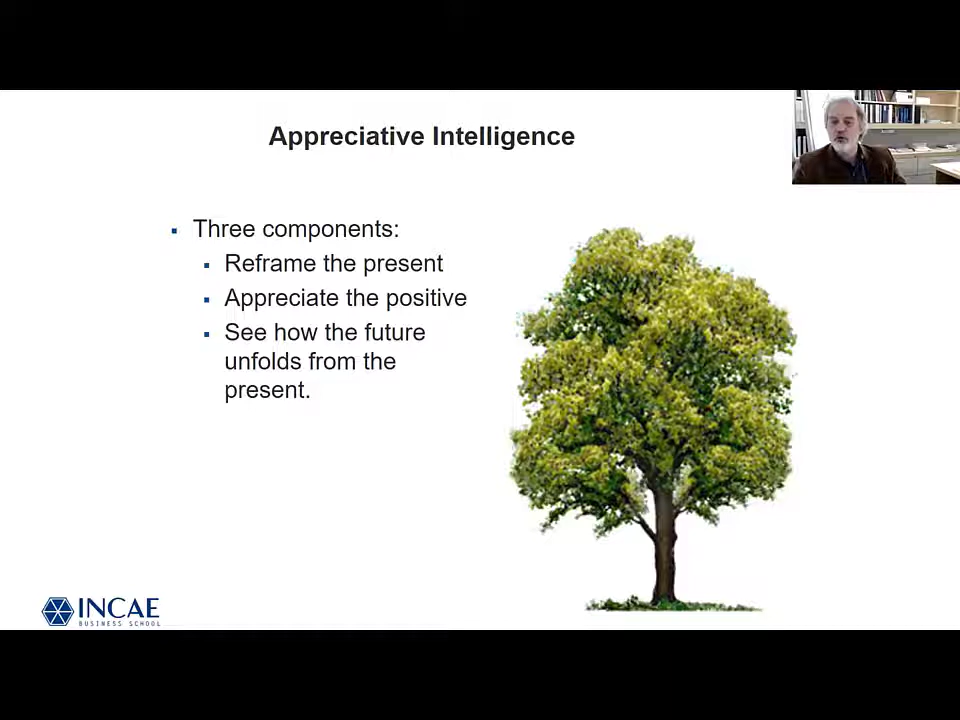 Appreciative Intelligence
▪ Three components:
▪ Reframe the present
▪ Appreciate the positive
▪ See how the future
unfolds from the
present.
INCAE
BUSINESS SCHOOL